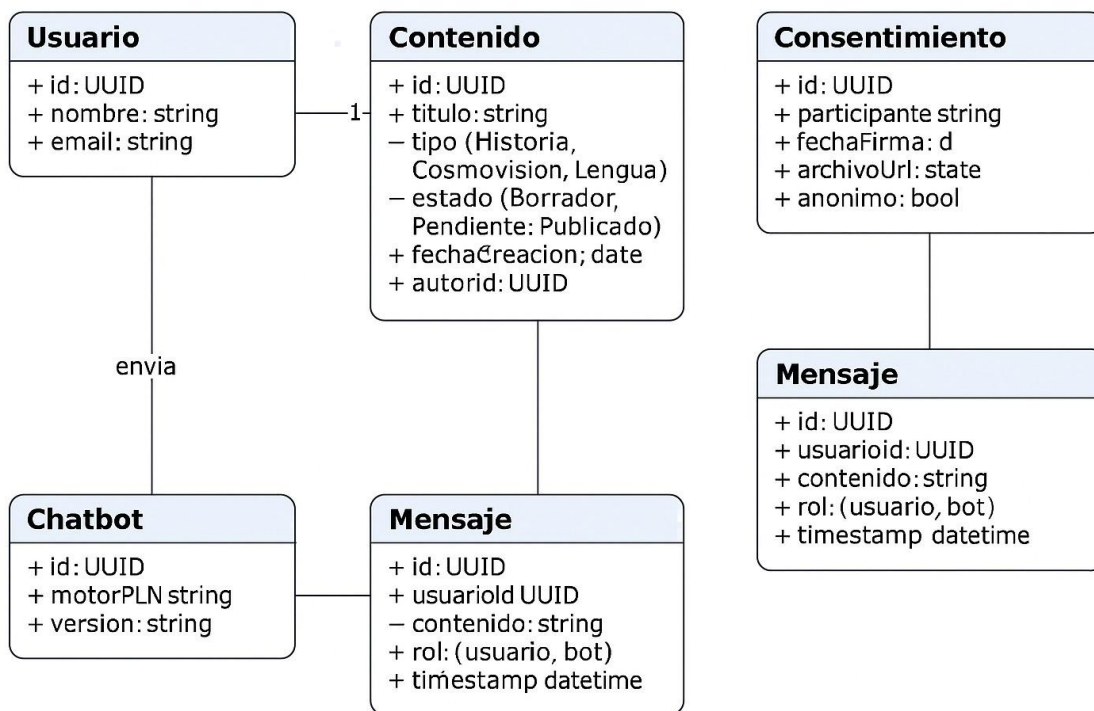 Usuario
+ id: UUID
+ nombre: string
+ email: string
1
Contenido
+ id: UUID
+ titulo: string
− tipo (Historia,
Cosmovision, Lengua)
− estado (Borrador,
Pendiente: Publicado)
+ fechaCreacion; date
+ autorid: UUID
Consentimiento
+ id: UUID
+ participante string
+ fechaFirma: d
+ archivoUrl: state
+ anonimo: bool
envia
Mensaje
+ id: UUID
+ usuarioid: UUID
+ contenido: string
+ rol: (usuario, bot)
+ timestamp datetime
Chatbot
+ id: UUID
+ motorPLN string
+ version: string
Mensaje
+ id: UUID
+ usuarioId UUID
− contenido: string
+ rol: (usuario, bot)
+ timestamp datetime